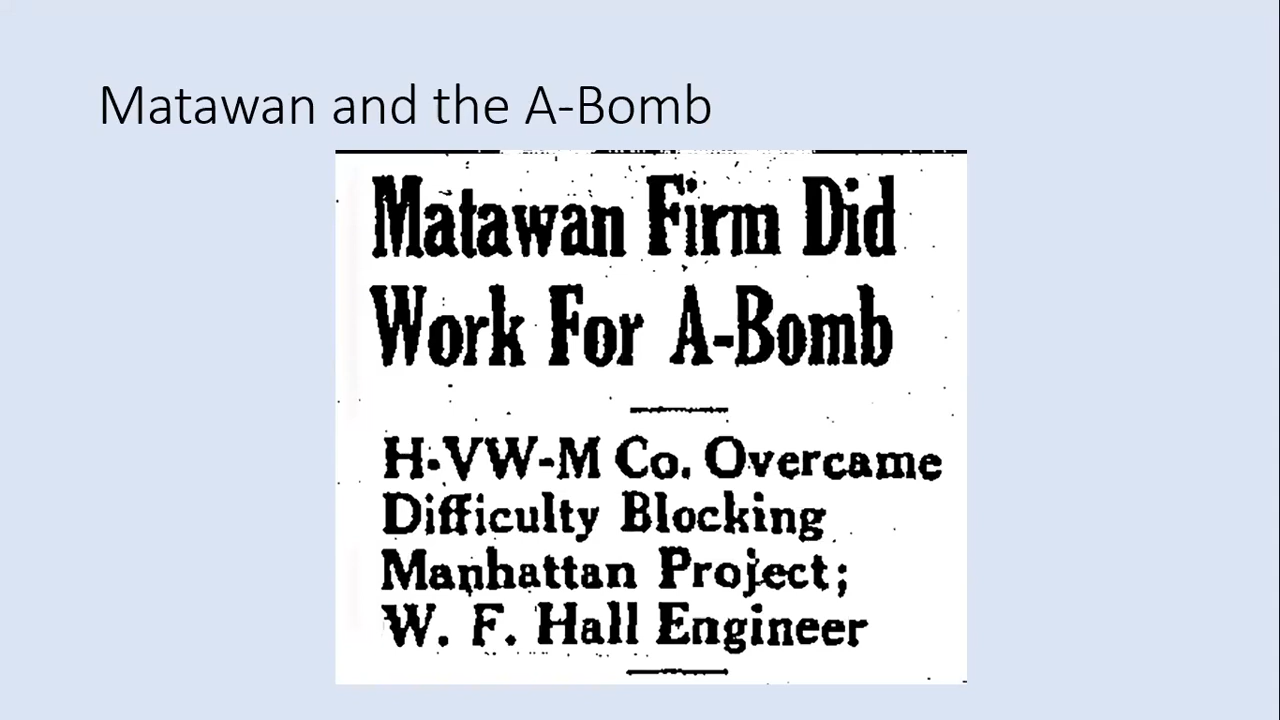 Matawan and the A-Bomb
Matawan Firm Did
Work For A-Bomb
H-VW-M Co. Overcame
Difficulty Blocking
Manhattan Project;
W. F. Hall Engineer